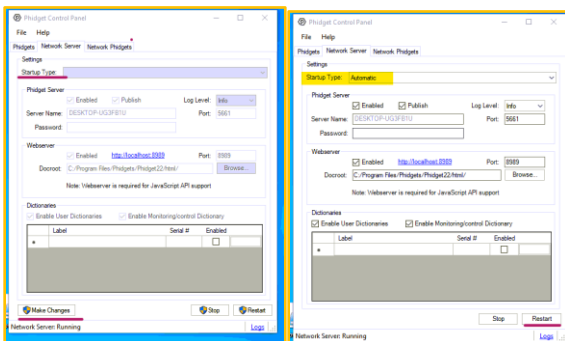 Phidget Control Panel
File Help
Phidgets Network Server Network Phidgets
Settings
Startup Type:
Phidget Server
Enabled Publish Log Level: Info
Server Name: DESKTOP-UG3FB1U Port: 5661
Password:
Webserver
Enabled http://localhost:8989 Port: 8989
Docroot: C:/Program Files/Phidgets/Phidget22/html/ Browse...
Note: Webserver is required for JavaScript API support
Dictionaries
Enable User Dictionaries Enable Monitoring/control Dictionary
Label Serial # Enabled
Make Changes Stop Restart
Network Server: Running Logs
Phidget Control Panel
File Help
Phidgets Network Server Network Phidgets
Settings
Startup Type: Automatic
Phidget Server
Enabled Publish Log Level: Info
Server Name: DESKTOP-UG3FB1U Port: 5661
Password:
Webserver
Enabled http://localhost:8989 Port: 8989
Docroot: C:/Program Files/Phidgets/Phidget22/html/ Browse...
Note: Webserver is required for JavaScript API support
Dictionaries
Enable User Dictionaries Enable Monitoring/control Dictionary
Label Serial # Enabled
Stop Restart
Network Server: Running Logs